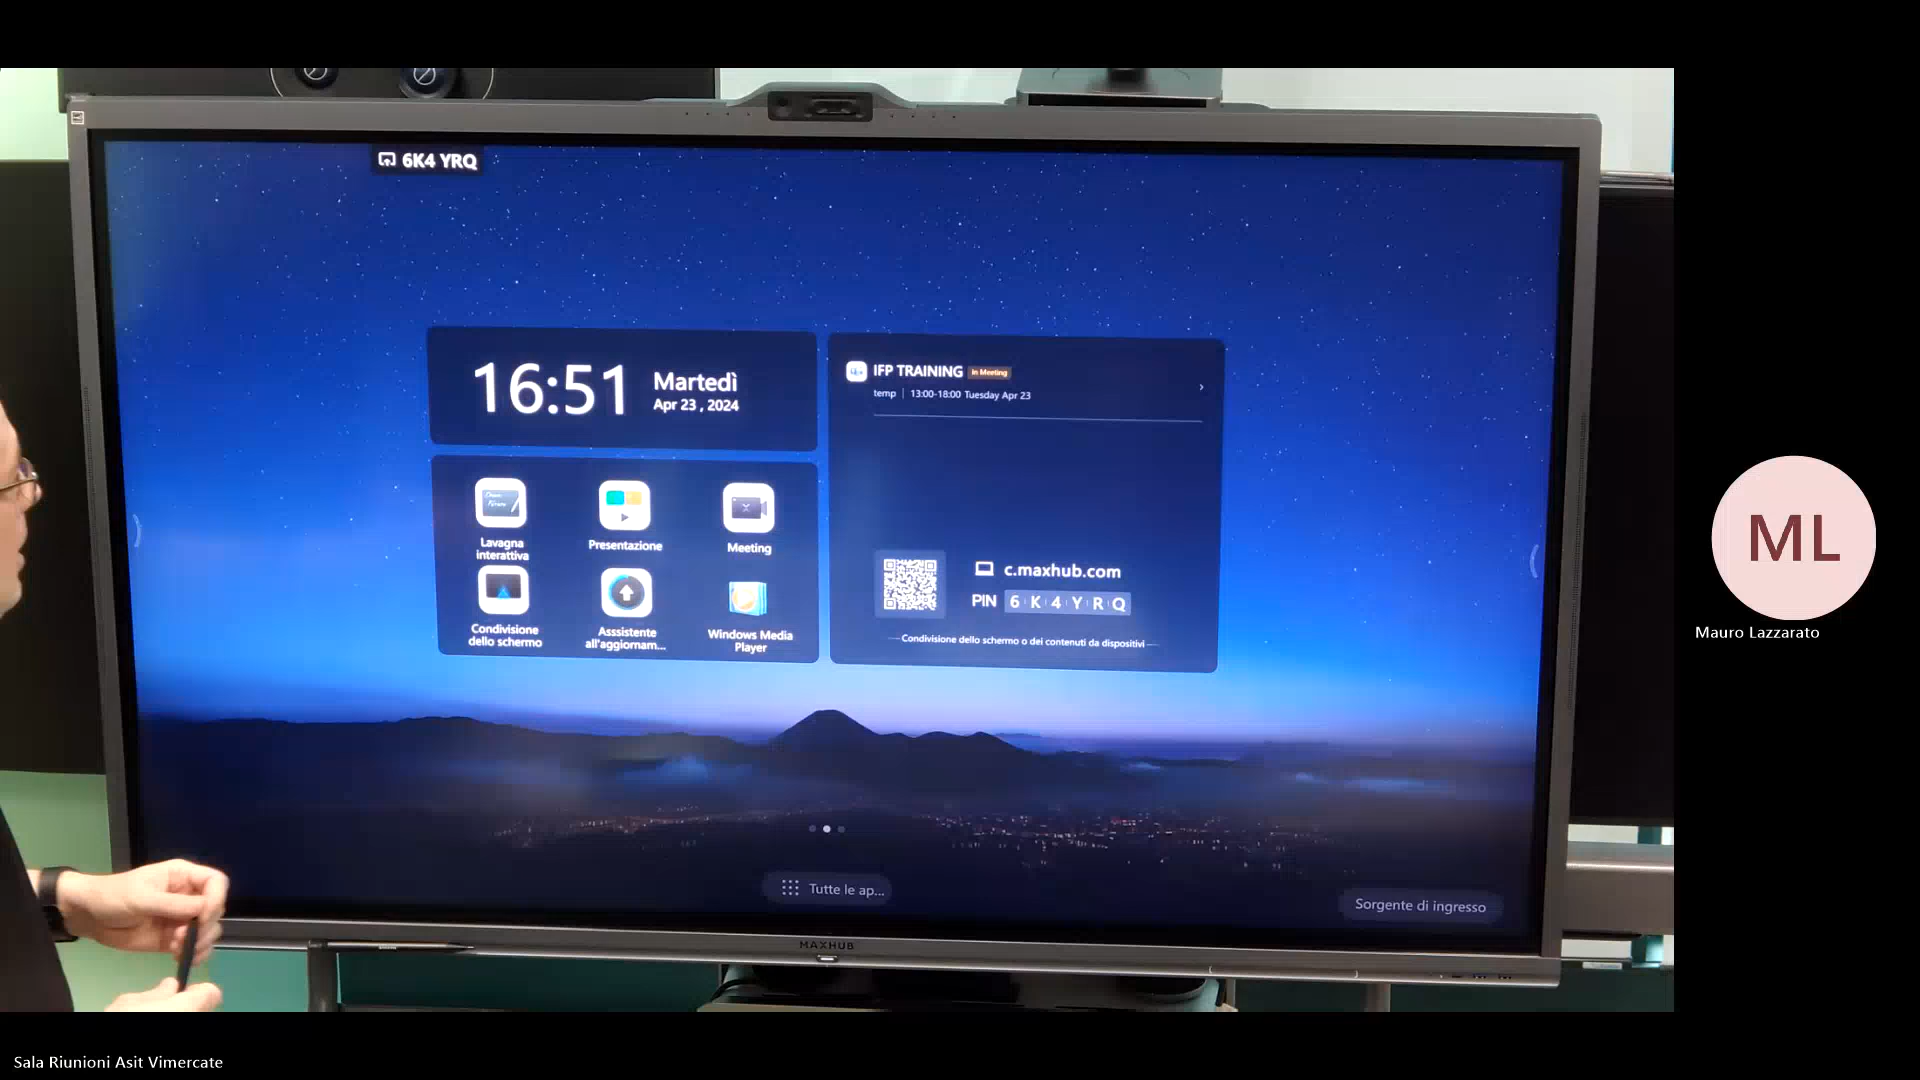 6K4 YRQ
16:51
Martedì
Apr 23 , 2024
IFP TRAINING
In Meeting
temp | 13:00-18:00 Tuesday Apr 23
Lavagna
interattiva
Presentazione
Meeting
Condivisione
dello schermo
Asssistente
all'aggiornam...
Windows Media
Player
c.maxhub.com
PIN 6 K 4 Y R Q
Condivisione dello schermo o dei contenuti da dispositivi
Tutte le ap...
Sorgente di ingresso
MAXHUB
ML
Mauro Lazzarato
Sala Riunioni Asit Vimercate